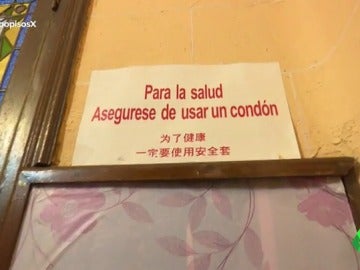 popisosX
Para la salud
Asegurese de usar un condón
为了健康
一定要使用安全套